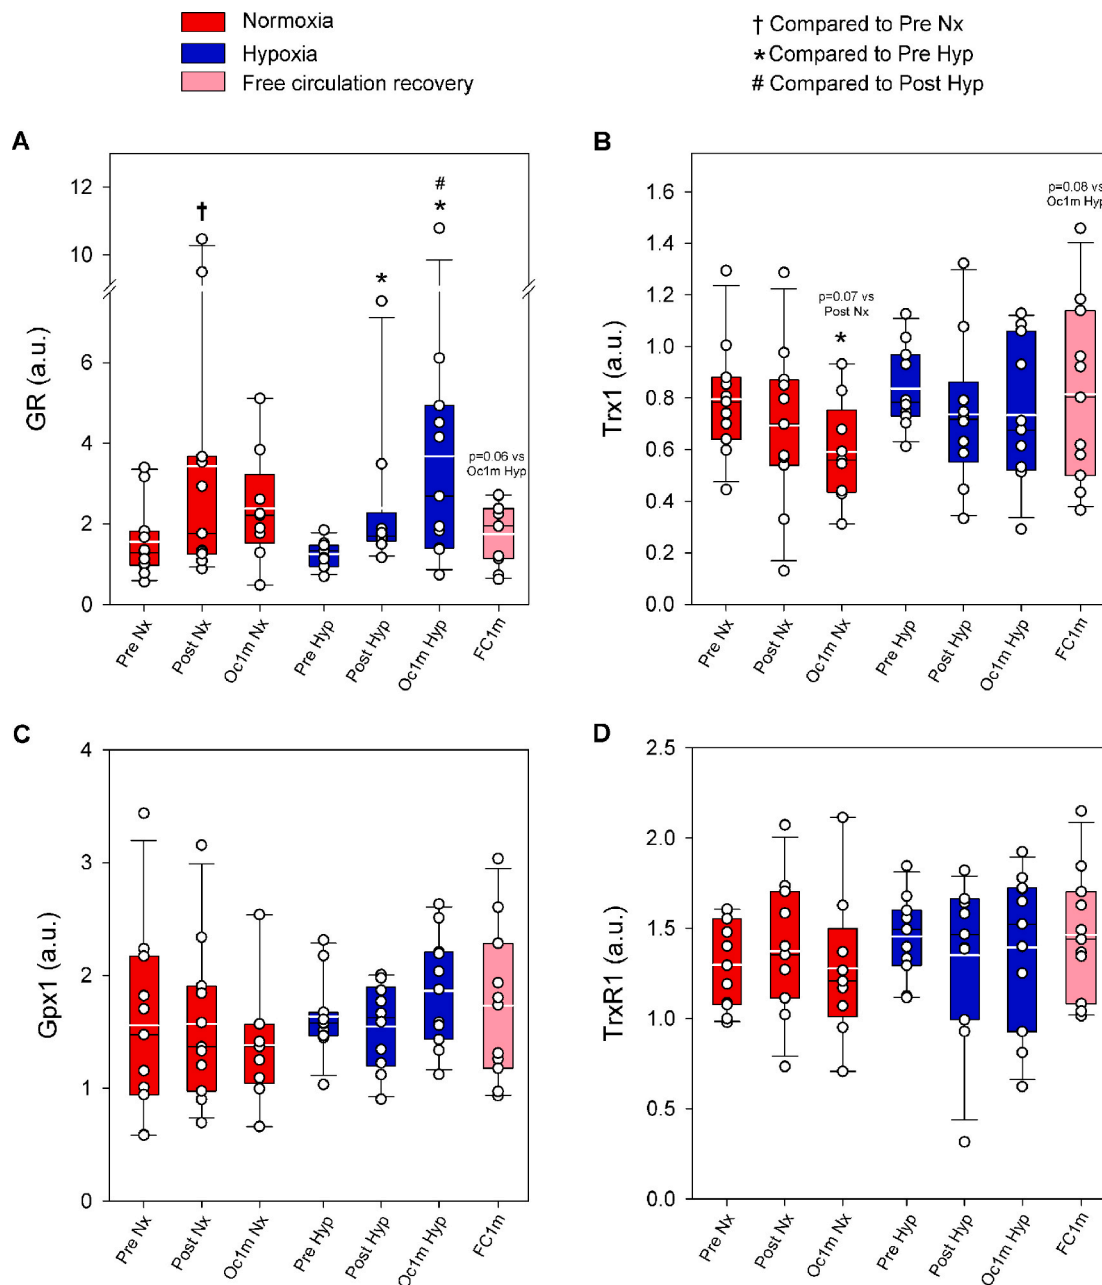 Normoxia
Hypoxia
Free circulation recovery
† Compared to Pre Nx
* Compared to Pre Hyp
# Compared to Post Hyp
A
GR (a.u.)
12
10
6
4
2
0
†
*
#
*
p=0.06 vs
Oc1m Hyp
Pre Nx
Post Nx
Oc1m Nx
Pre Hyp
Post Hyp
Oc1m Hyp
FC1m
B
Trx1 (a.u.)
1.6
1.4
1.2
1.0
0.8
0.6
0.4
0.2
0.0
p=0.07 vs
Post Nx
*
p=0.08 vs
Oc1m Hyp
Pre Nx
Post Nx
Oc1m Nx
Pre Hyp
Post Hyp
Oc1m Hyp
FC1m
C
Gpx1 (a.u.)
4
3
2
1
0
Pre Nx
Post Nx
Oc1m Nx
Pre Hyp
Post Hyp
Oc1m Hyp
FC1m
D
TrxR1 (a.u.)
2.5
2.0
1.5
1.0
0.5
0.0
Pre Nx
Post Nx
Oc1m Nx
Pre Hyp
Post Hyp
Oc1m Hyp
FC1m